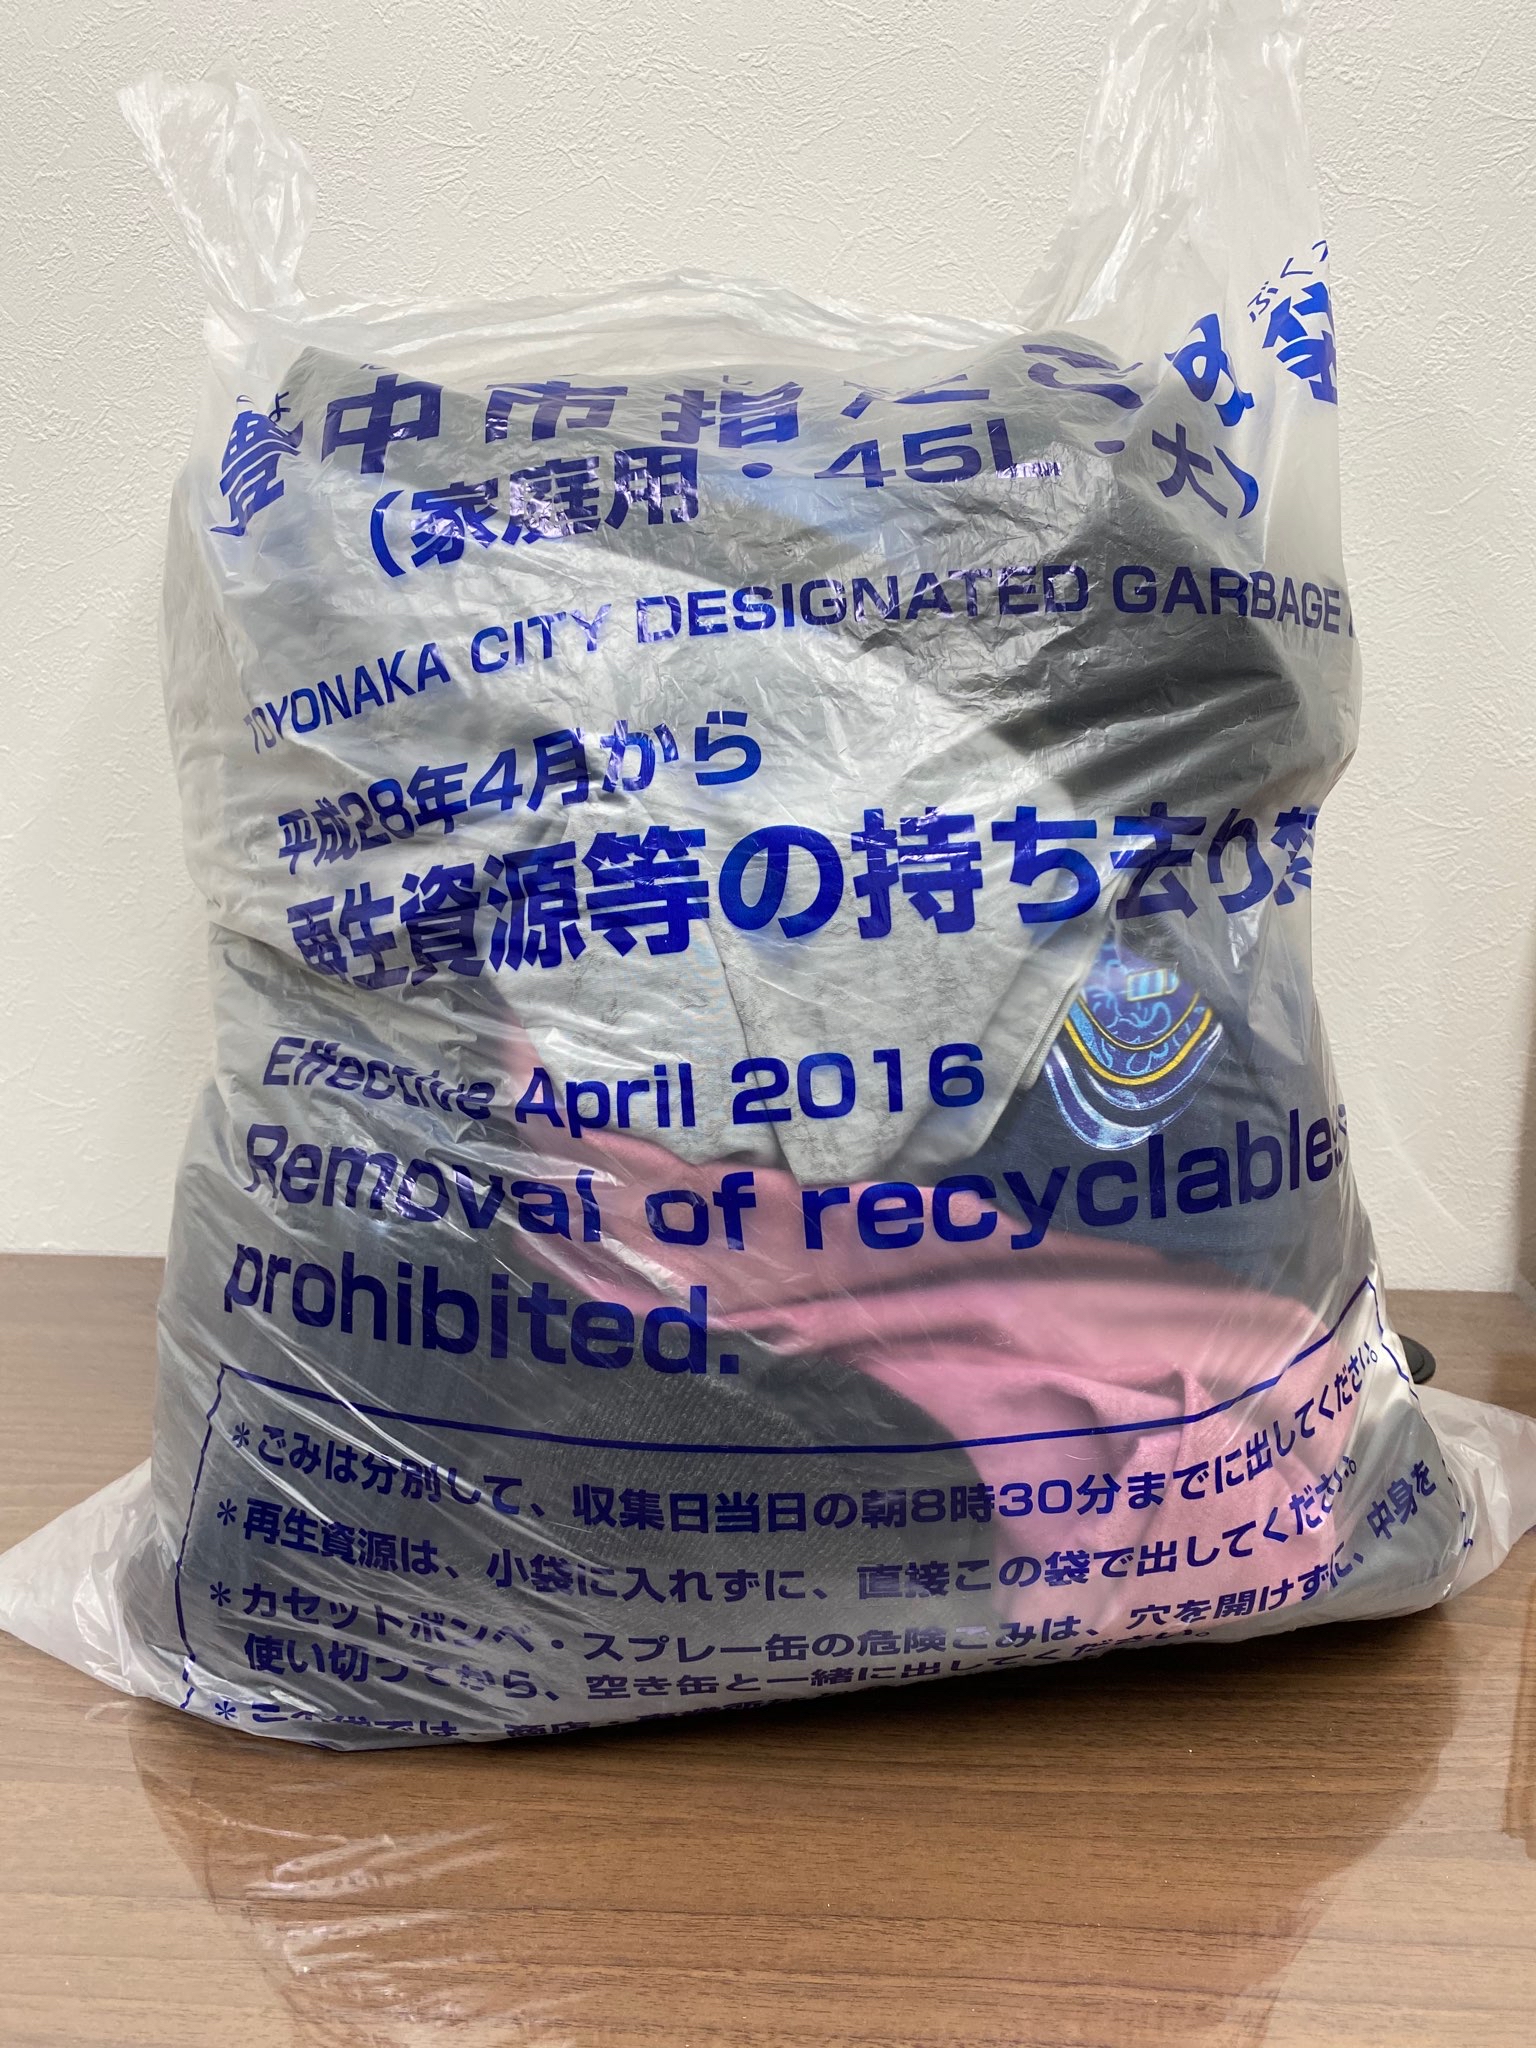 豊中市指定ご み袋
(家庭用・45L・大)
TOYONAKA CITY DESIGNATED GARBAGE
平成28年4月から
再生資源等の持ち去り禁
Effective April 2016
Removal of recyclables
prohibited.
*ごみは分別して、収集日当日の朝8時30分までに出してください。
*再生資源は、小袋に入れずに、直接この袋で出してください。
*カセットボンベ・スプレー缶の危険ごみは、穴を開けずに、中身を
使い切ってから、空き缶と一緒に出してください。